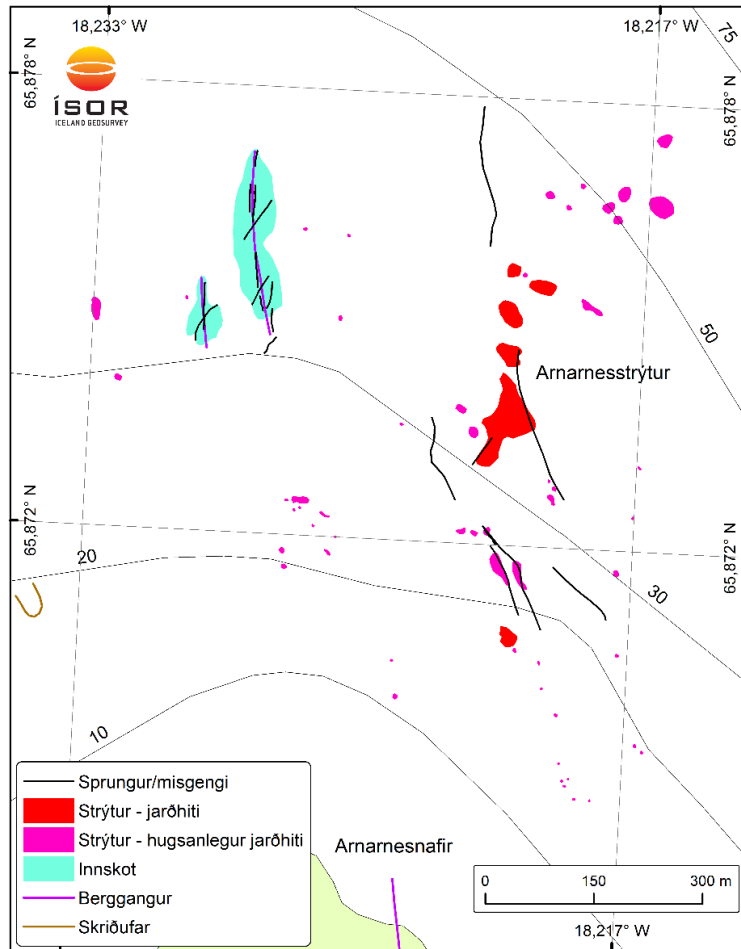 18,233° W
18,217° W
75
65,878° N
65,878° N
ÍSOR
ICELAND GEOSURVEY
50
Arnarnesstrýtur
65,872° N
65,872° N
20
30
10
Arnarnesnafir
Sprungur/misgengi
Strýtur - jarðhiti
Strýtur - hugsanlegur jarðhiti
Innskot
Berggangur
Skriðufar
0 150 300 m
18,217° W